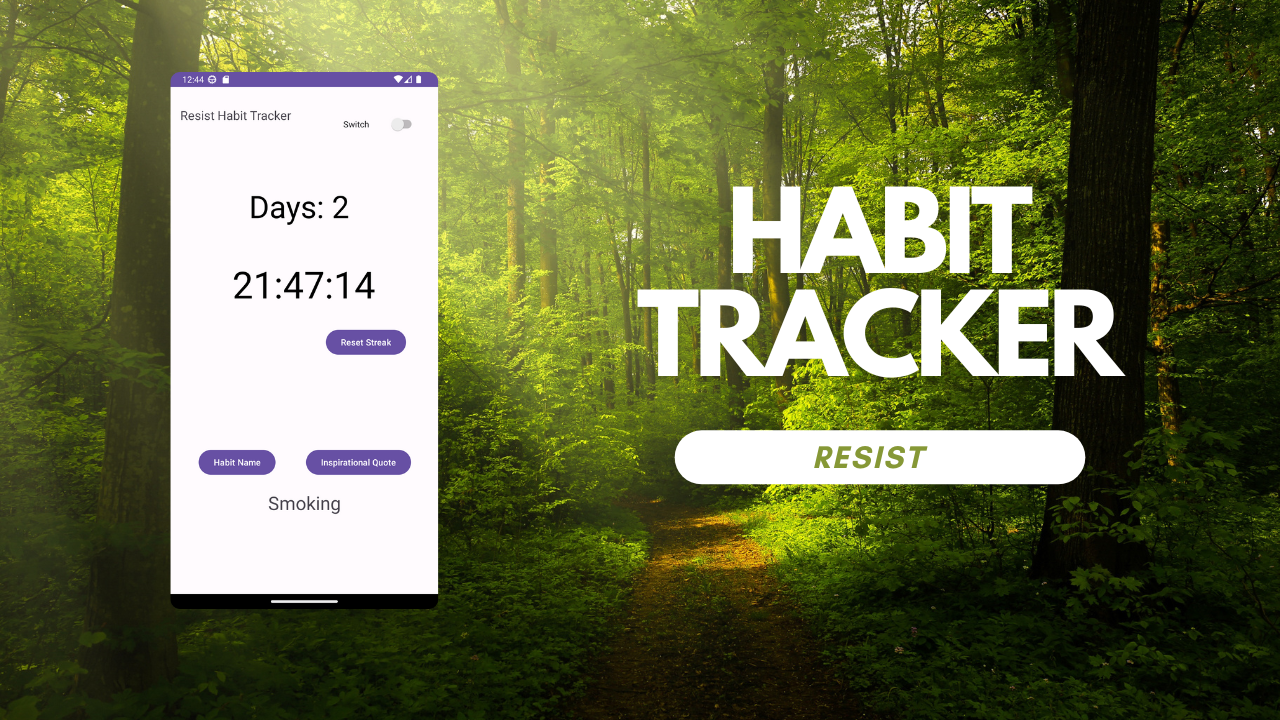 12:44
Resist Habit Tracker
Switch
Days: 2
21:47:14
Reset Streak
Habit Name
Inspirational Quote
Smoking
HABIT
TRACKER
RESIST